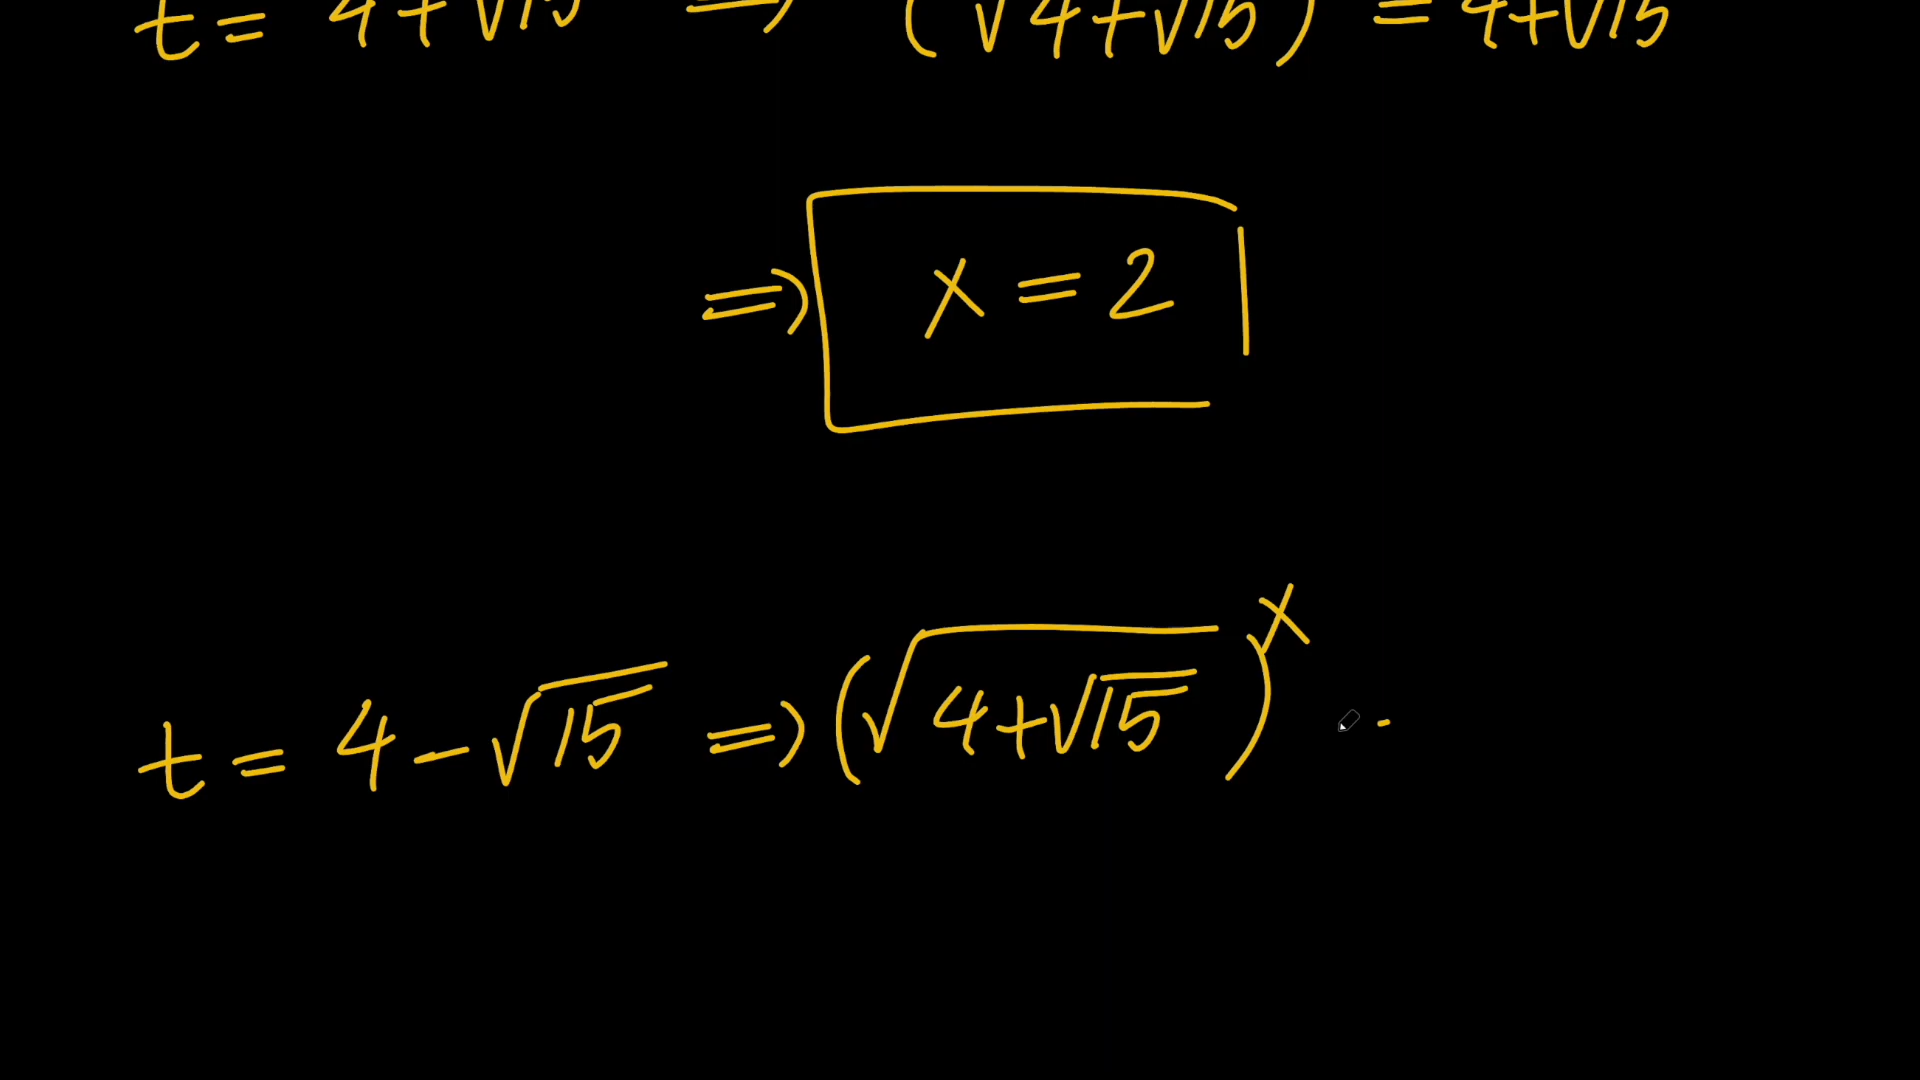 t = 4+√15 ⇒ (√4+√15) = 4+√15
⇒ x = 2
t = 4-√15 ⇒ (√(4+√15))^x